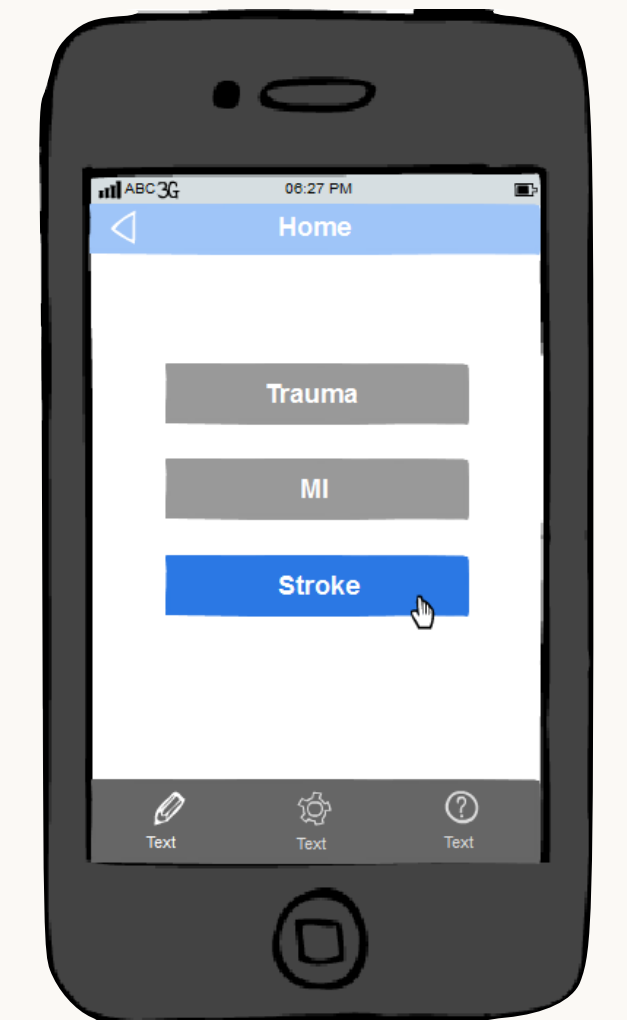 ABC 3G 06:27 PM
Home
Trauma
MI
Stroke
Text Text Text